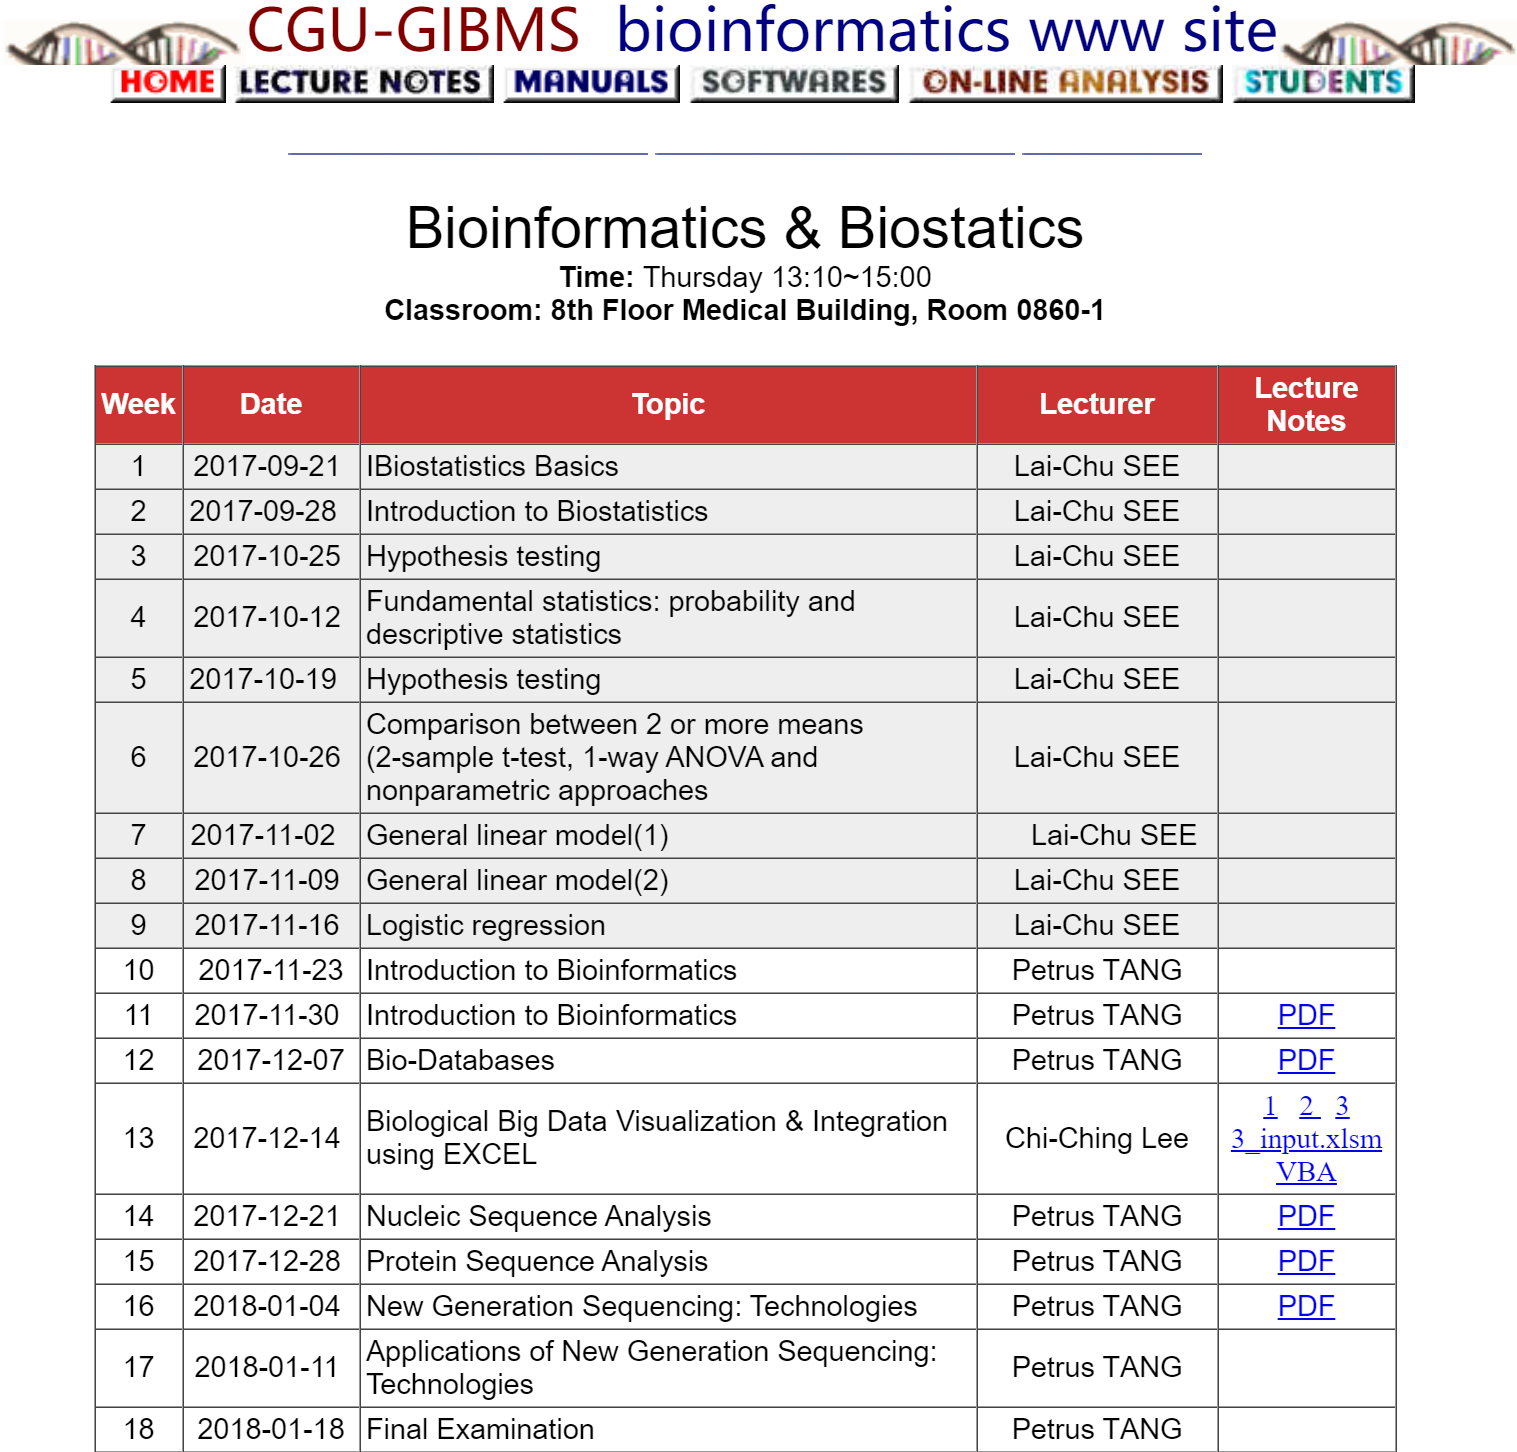 CGU-GIBMS bioinformatics www site
HOME LECTURE NOTES MANUALS SOFTWARES ON-LINE ANALYSIS STUDENTS
Bioinformatics & Biostatics
Time: Thursday 13:10~15:00
Classroom: 8th Floor Medical Building, Room 0860-1
Week Date Topic Lecturer Lecture Notes
1 2017-09-21 IBiostatistics Basics Lai-Chu SEE
2 2017-09-28 Introduction to Biostatistics Lai-Chu SEE
3 2017-10-25 Hypothesis testing Lai-Chu SEE
4 2017-10-12 Fundamental statistics: probability and
descriptive statistics Lai-Chu SEE
5 2017-10-19 Hypothesis testing Lai-Chu SEE
6 2017-10-26 Comparison between 2 or more means
(2-sample t-test, 1-way ANOVA and
nonparametric approaches Lai-Chu SEE
7 2017-11-02 General linear model(1) Lai-Chu SEE
8 2017-11-09 General linear model(2) Lai-Chu SEE
9 2017-11-16 Logistic regression Lai-Chu SEE
10 2017-11-23 Introduction to Bioinformatics Petrus TANG
11 2017-11-30 Introduction to Bioinformatics Petrus TANG PDF
12 2017-12-07 Bio-Databases Petrus TANG PDF
13 2017-12-14 Biological Big Data Visualization & Integration
using EXCEL Chi-Ching Lee 1 2 3
3_input.xlsm
VBA
14 2017-12-21 Nucleic Sequence Analysis Petrus TANG PDF
15 2017-12-28 Protein Sequence Analysis Petrus TANG PDF
16 2018-01-04 New Generation Sequencing: Technologies Petrus TANG PDF
17 2018-01-11 Applications of New Generation Sequencing:
Technologies Petrus TANG
18 2018-01-18 Final Examination Petrus TANG